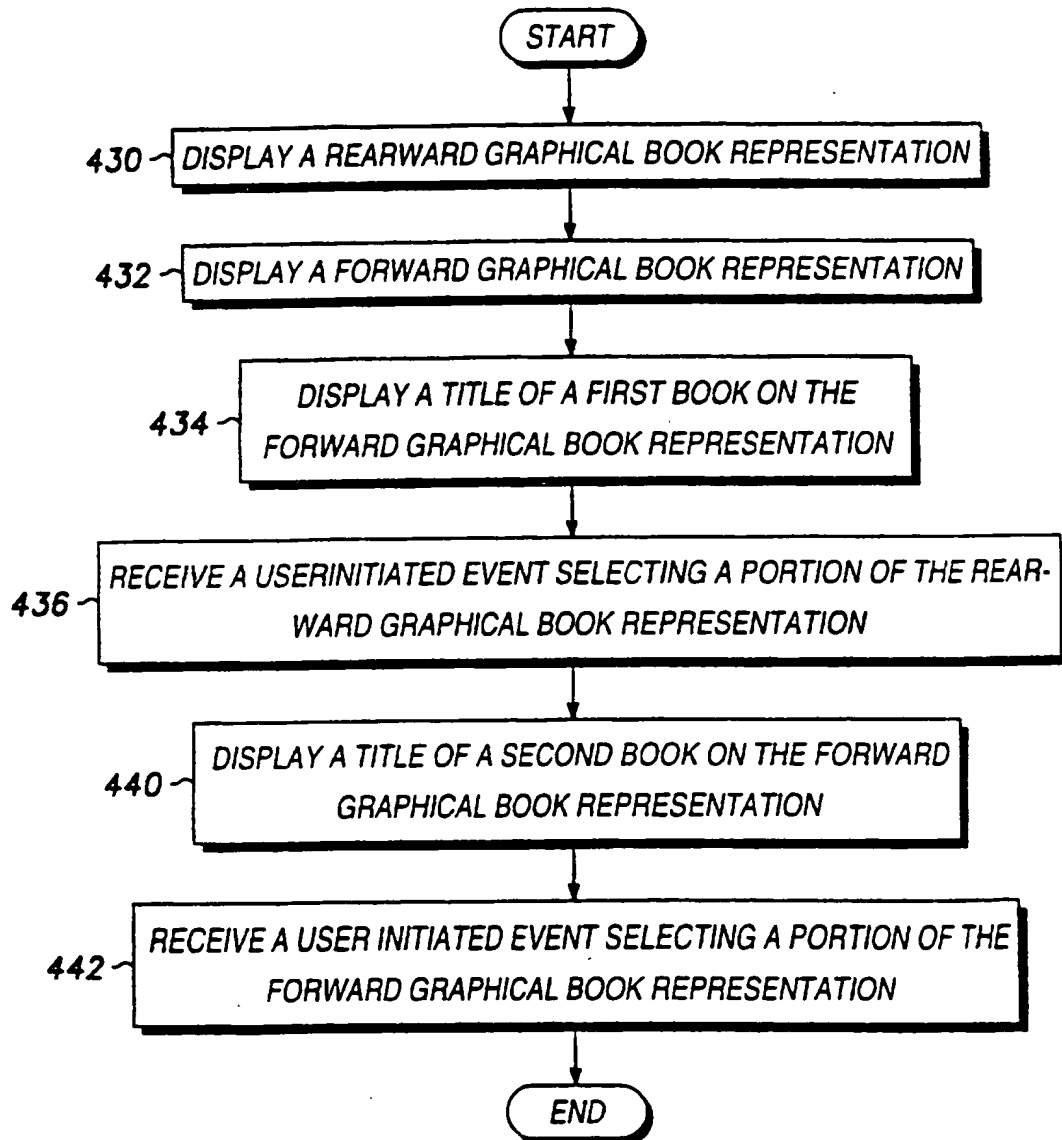 START
430 DISPLAY A REARWARD GRAPHICAL BOOK REPRESENTATION
432 DISPLAY A FORWARD GRAPHICAL BOOK REPRESENTATION
DISPLAY A TITLE OF A FIRST BOOK ON THE
434
FORWARD GRAPHICAL BOOK REPRESENTATION
RECEIVE A USERINITIATED EVENT SELECTING A PORTION OF THE REAR-
436
WARD GRAPHICAL BOOK REPRESENTATION
DISPLAY A TITLE OF A SECOND BOOK ON THE FORWARD
440
GRAPHICAL BOOK REPRESENTATION
RECEIVE A USER INITIATED EVENT SELECTING A PORTION OF THE
442
FORWARD GRAPHICAL BOOK REPRESENTATION
END